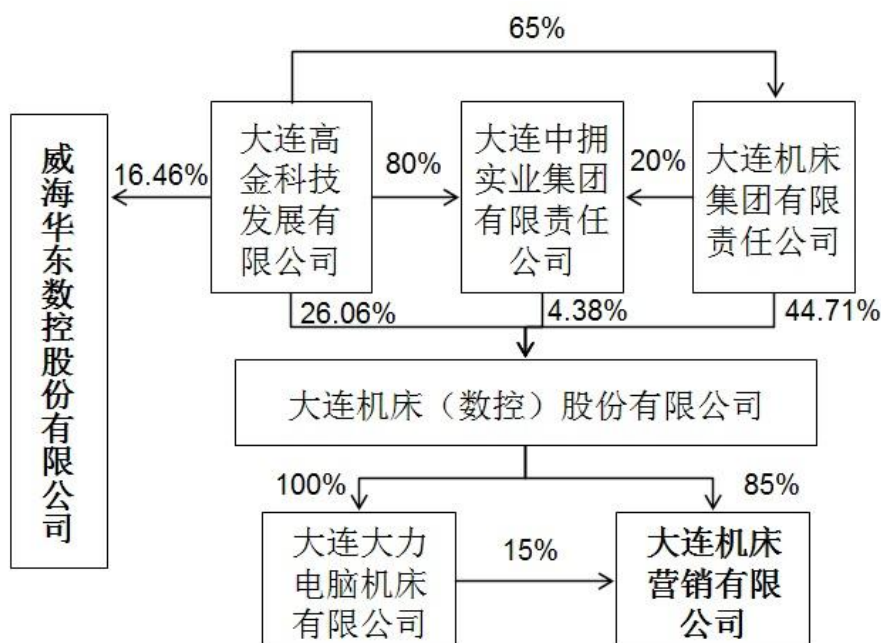 65%
威海华东数控股份有限公司
16.46%
大连高
金科技
发展有
限公司
80%
大连中拥
实业集团
有限责任
公司
20%
大连机床
集团有限
责任公司
26.06%
4.38%
44.71%
大连机床（数控）股份有限公司
100%
85%
大连大力
电脑机床
有限公司
15%
大连机床
营销有限
公司